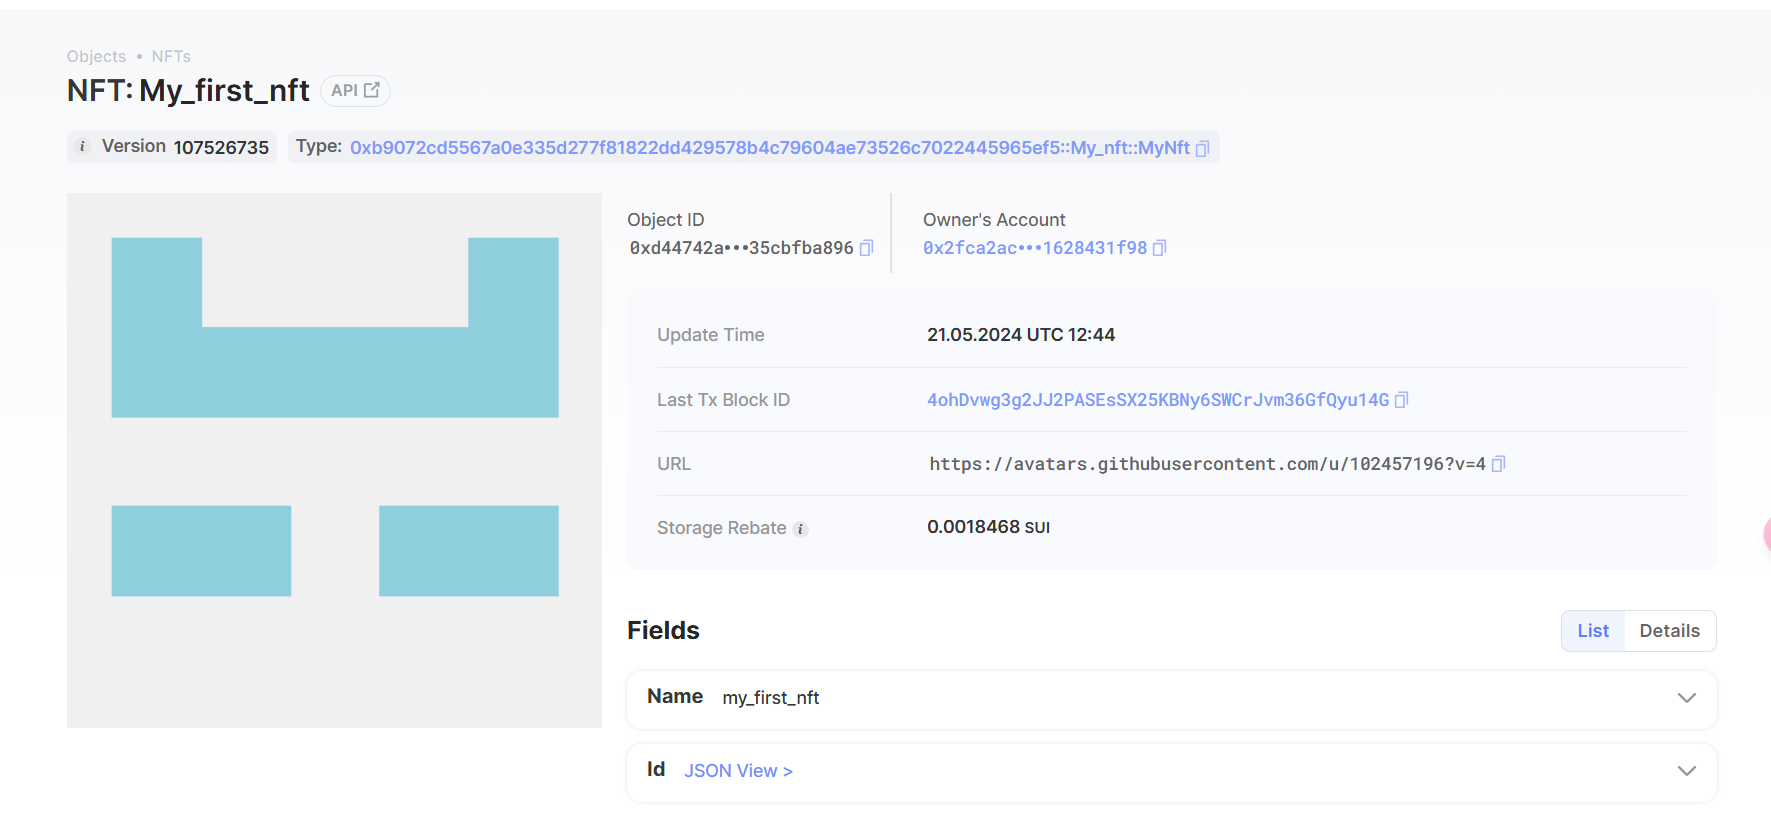 Objects • NFTs
NFT: My_first_nft API
i Version 107526735 Type: 0xb9072cd5567a0e335d277f81822dd429578b4c79604ae73526c7022445965ef5::My_nft::MyNft
Object ID
0xd44742a•••35cbfba896
Owner's Account
0x2fca2ac•••1628431f98
Update Time 21.05.2024 UTC 12:44
Last Tx Block ID 4ohDvwg3g2JJ2PASEsSX25KBNy6SWCrJvm36GfQyu14G
URL https://avatars.githubusercontent.com/u/102457196?v=4
Storage Rebate i 0.0018468 SUI
Fields
List Details
Name my_first_nft
Id JSON View >